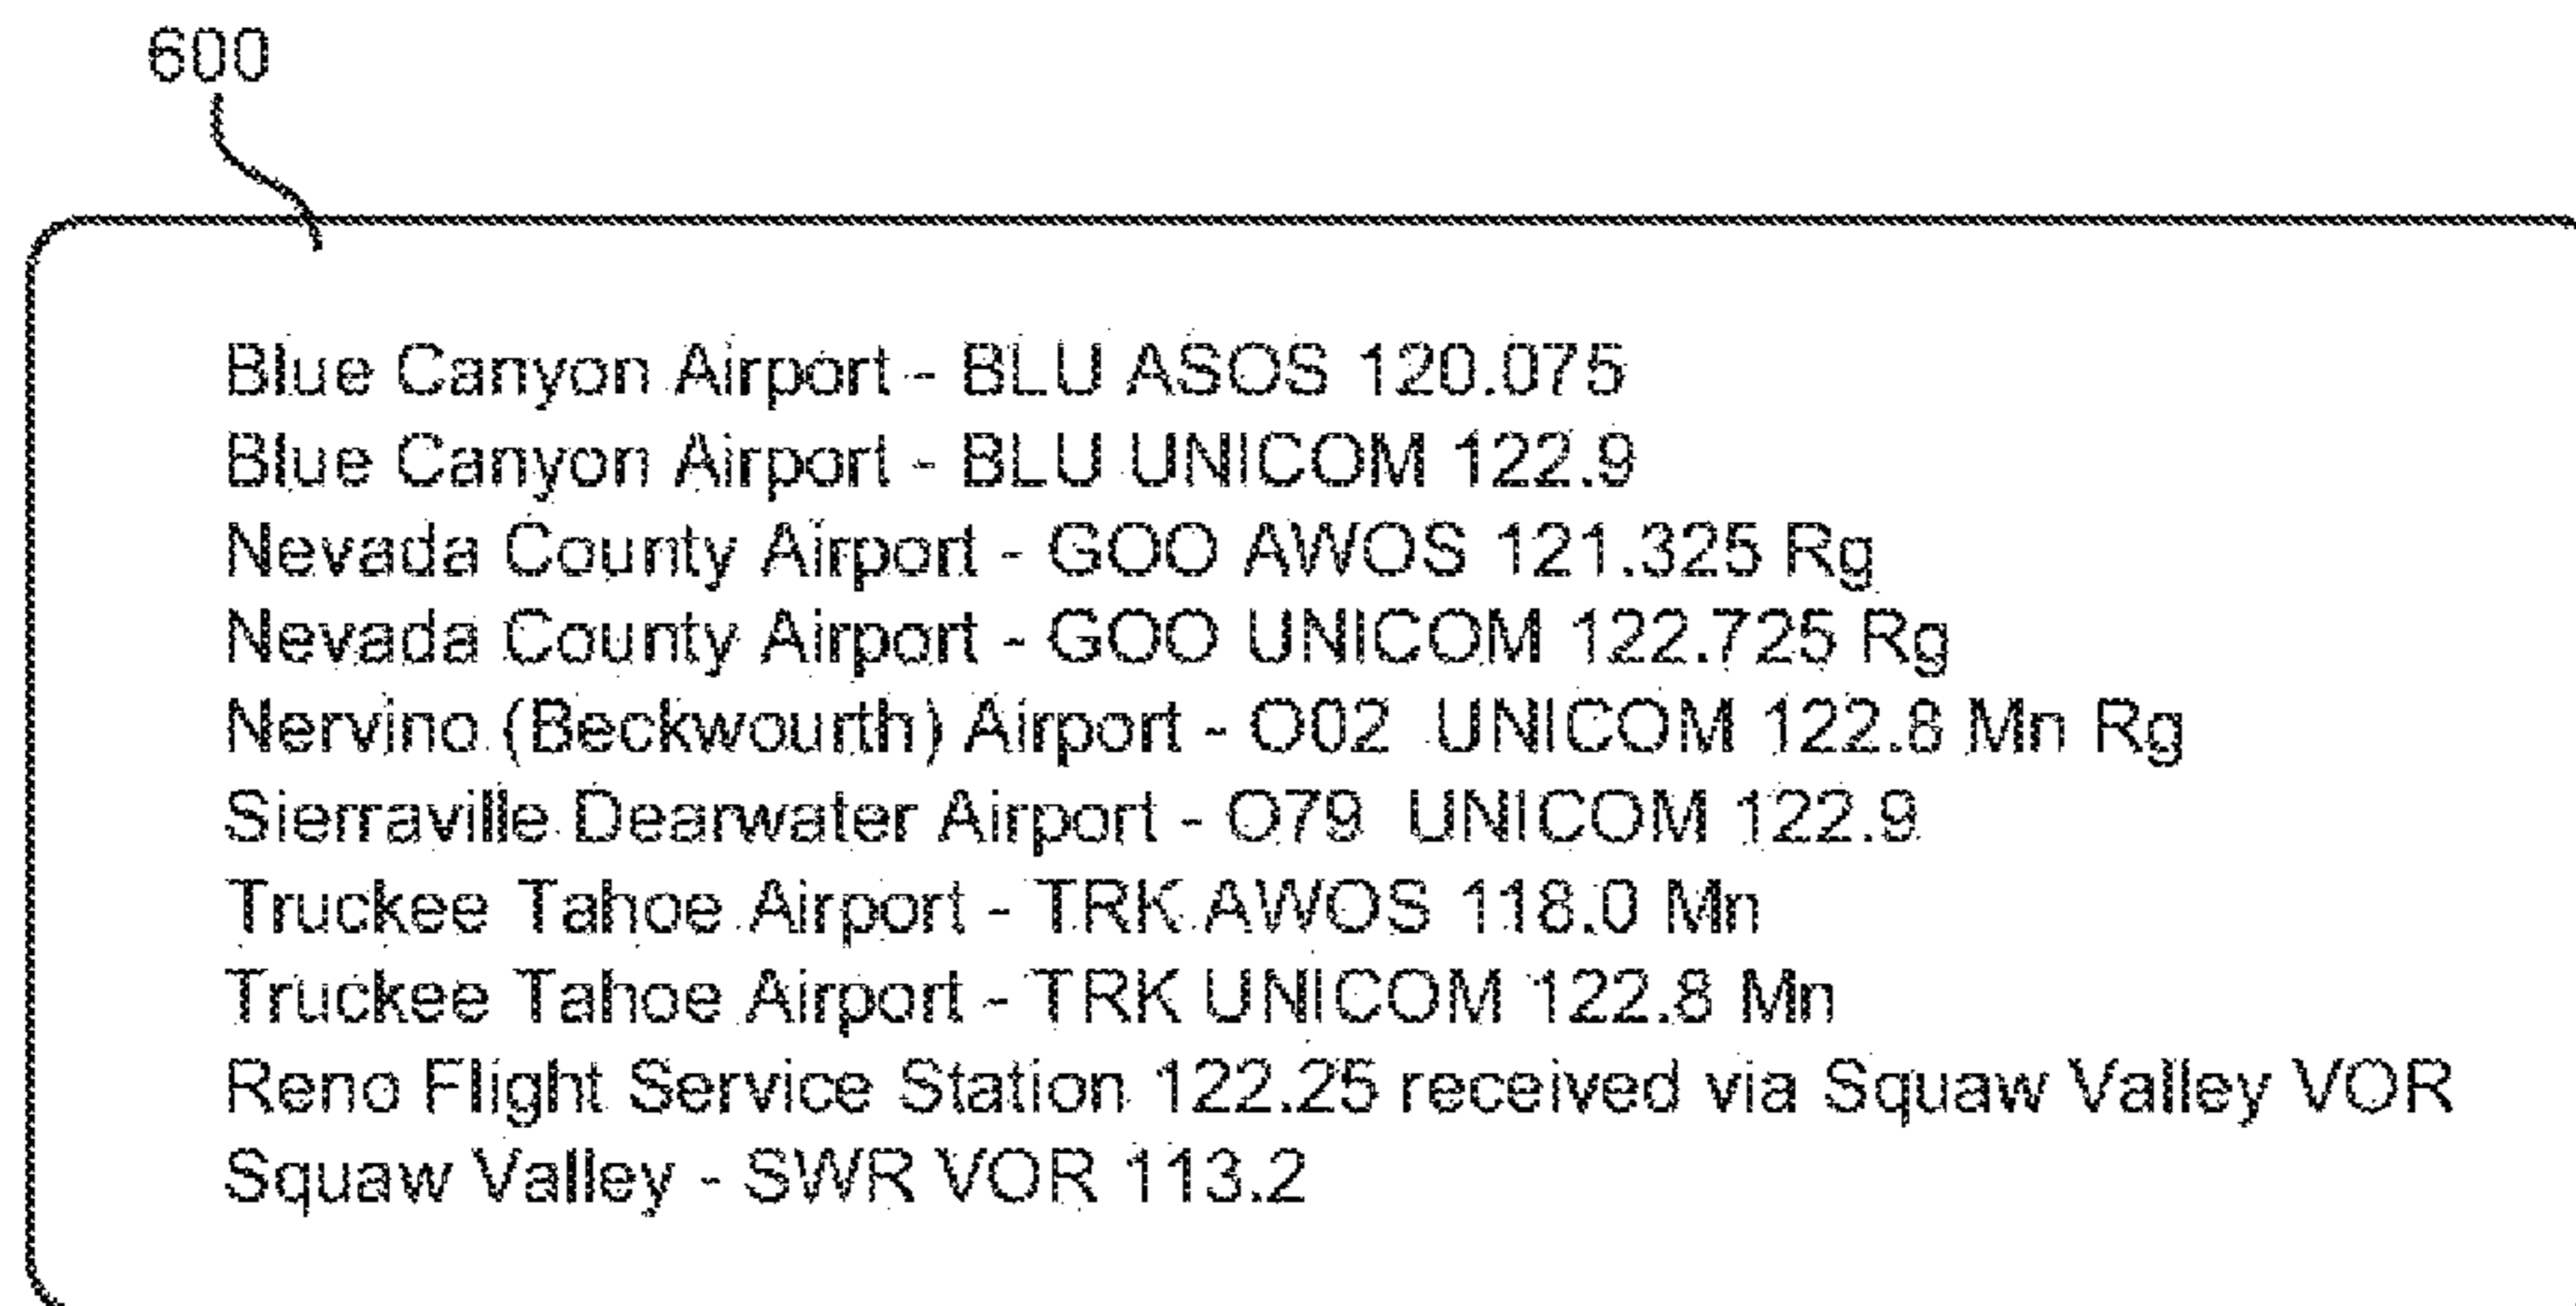 600
Blue Canyon Airport - BLU ASOS 120.075
Blue Canyon Airport - BLU UNICOM 122.9
Nevada County Airport - GOO AWOS 121.325 Rg
Nevada County Airport - GOO UNICOM 122.725 Rg
Nervino (Beckwourth) Airport - O02 UNICOM 122.8 Mn Rg
Sierraville Dearwater Airport - O79 UNICOM 122.9
Truckee Tahoe Airport - TRK AWOS 118.0 Mn
Truckee Tahoe Airport - TRK UNICOM 122.8 Mn
Reno Flight Service Station 122.25 received via Squaw Valley VOR
Squaw Valley - SWR VOR 113.2